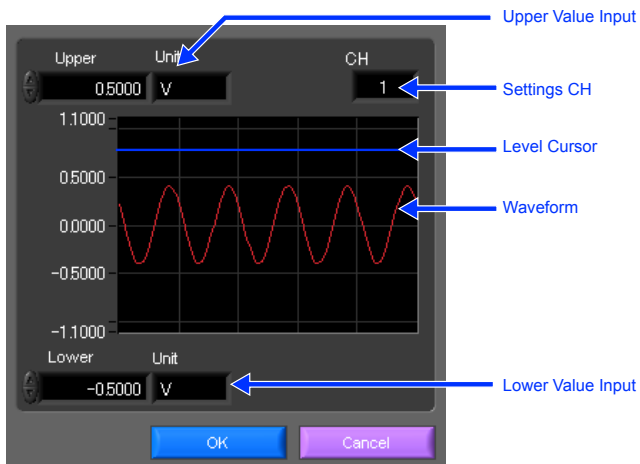 Upper Value Input
Upper Unit CH
0.5000 V 1
Settings CH
1.1000
Level Cursor
0.5000
Waveform
0.0000
-0.5000
-1.1000
Lower Unit
-0.5000 V
Lower Value Input
OK Cancel